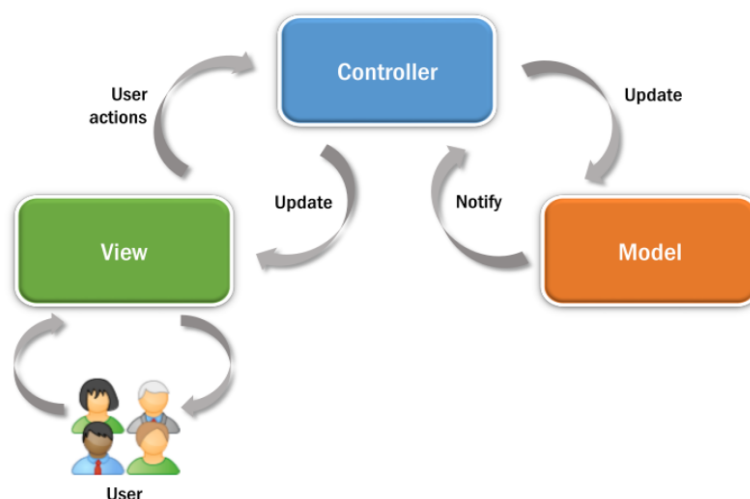 Controller
User
actions
Update
Update
Notify
View
Model
User